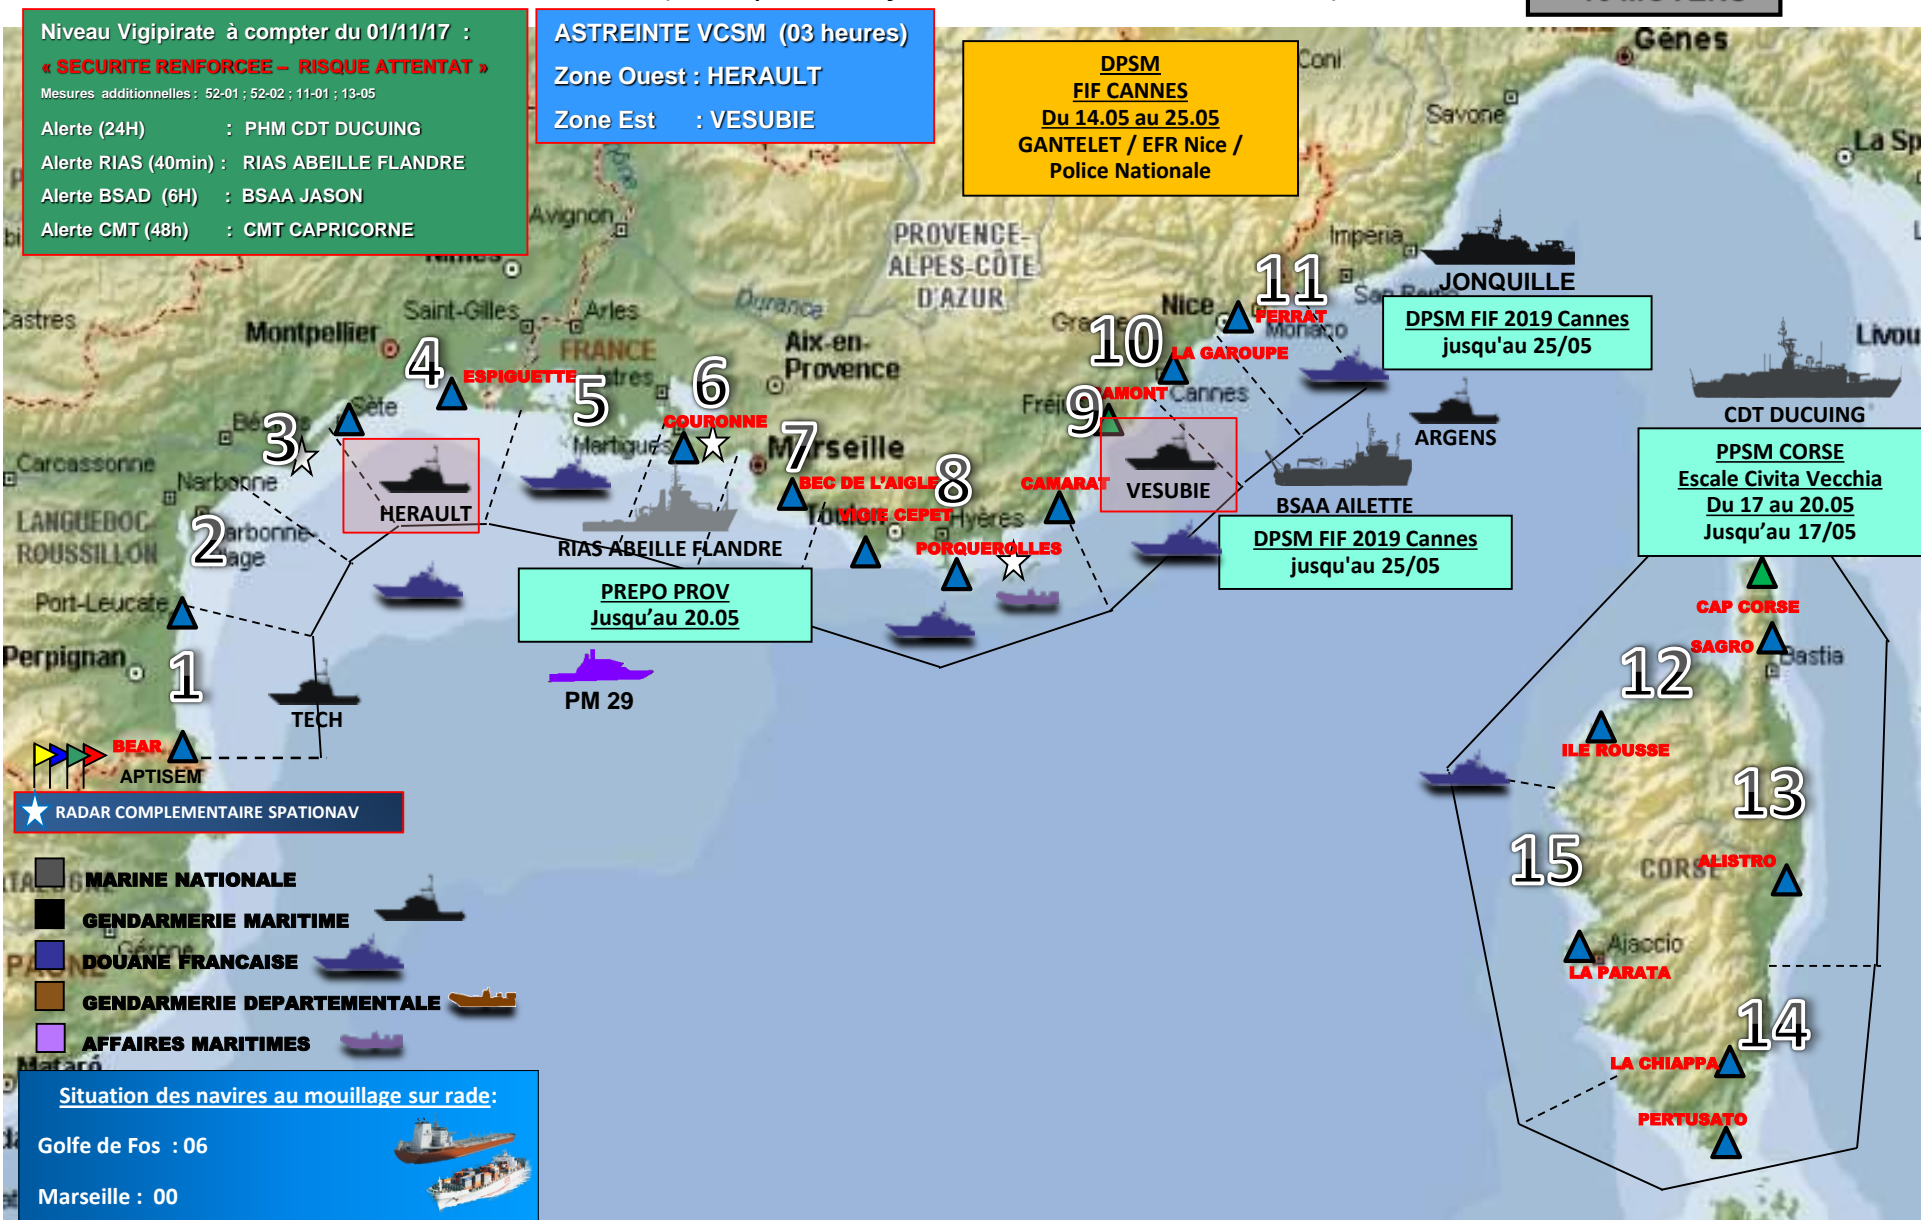 Niveau Vigipirate à compter du 01/11/17 :
« SECURITE RENFORCEE – RISQUE ATTENTAT »
Mesures additionnelles : 52-01 ; 52-02 ; 11-01 ; 13-05
Alerte (24H) : PHM CDT DUCUING
Alerte RIAS (40min) : RIAS ABEILLE FLANDRE
Alerte BSAD (6H) : BSAA JASON
Alerte CMT (48h) : CMT CAPRICORNE
ASTREINTE VCSM (03 heures)
Zone Ouest : HERAULT
Zone Est : VESUBIE
DPSM
FIF CANNES
Du 14.05 au 25.05
GANTELET / EFR Nice /
Police Nationale
Gênes
Coni
Savone
La Sp
Avignon
PROVENCE-
ALPES-CÔTE
D'AZUR
Imperia
JONQUILLE
DPSM FIF 2019 Cannes
jusqu'au 25/05
Livou
CDT DUCUING
PPSM CORSE
Escale Civita Vecchia
Du 17 au 20.05
Jusqu'au 17/05
Castres
Montpellier
Saint-Gilles
Arles
FRANCE
Durance
Aix-en-
Provence
Nice
Monaco
11
FERRAT
10
LA GAROUPE
Cannes
9
4
ESPIGUETTE
5
6
COURONNE
Martigues
Marseille
7
BEC DE L'AIGLE
8
VIGIE CEPET
Hyères
PORQUEROLLES
CAMARAT
VESUBIE
ARGENS
BSAA AILETTE
DPSM FIF 2019 Cannes
jusqu'au 25/05
3
Sète
HERAULT
Carcassonne
Narbonne
LANGUEDOC-
ROUSSILLON
2
Narbonne-
Plage
RIAS ABEILLE FLANDRE
PREPO PROV
Jusqu'au 20.05
PM 29
Port-Leucate
Perpignan
1
TECH
BEAR
APTISEM
RADAR COMPLEMENTAIRE SPATIONAV
MARINE NATIONALE
GENDARMERIE MARITIME
DOUANE FRANCAISE
Gérone
GENDARMERIE DEPARTEMENTALE
AFFAIRES MARITIMES
Mataró
Situation des navires au mouillage sur rade:
Golfe de Fos : 06
Marseille : 00
CAP CORSE
SAGRO
Bastia
12
ILE ROUSSE
13
15
CORSE
ALISTRO
Ajaccio
LA PARATA
14
LA CHIAPPA
PERTUSATO